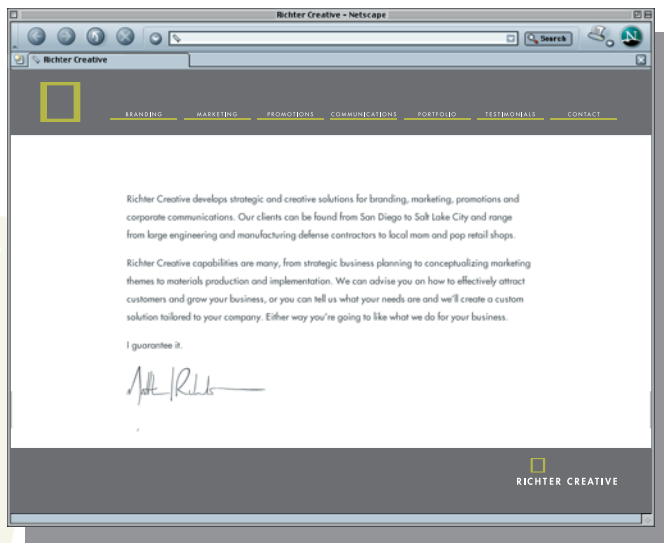 Richter Creative - Netscape
Search
N
Richter Creative
BRANDING MARKETING PROMOTIONS COMMUNICATIONS PORTFOLIO TESTIMONIALS CONTACT
Richter Creative develops strategic and creative solutions for branding, marketing, promotions and
corporate communications. Our clients can be found from San Diego to Salt Lake City and range
from large engineering and manufacturing defense contractors to local mom and pop retail shops.
Richter Creative capabilities are many, from strategic business planning to conceptualizing marketing
themes to materials production and implementation. We can advise you on how to effectively attract
customers and grow your business, or you can tell us what your needs are and we'll create a custom
solution tailored to your company. Either way you're going to like what we do for your business.
I guarantee it.
RICHTER CREATIVE